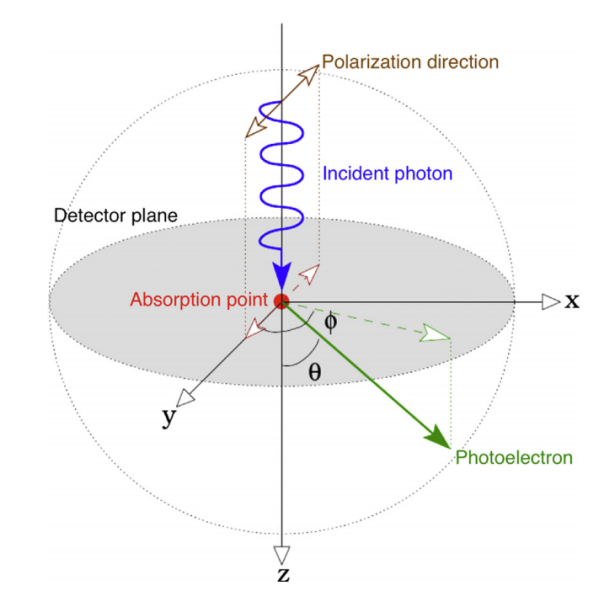 Polarization direction
Incident photon
Detector plane
Absorption point
x
ϕ
θ
y
Photoelectron
z